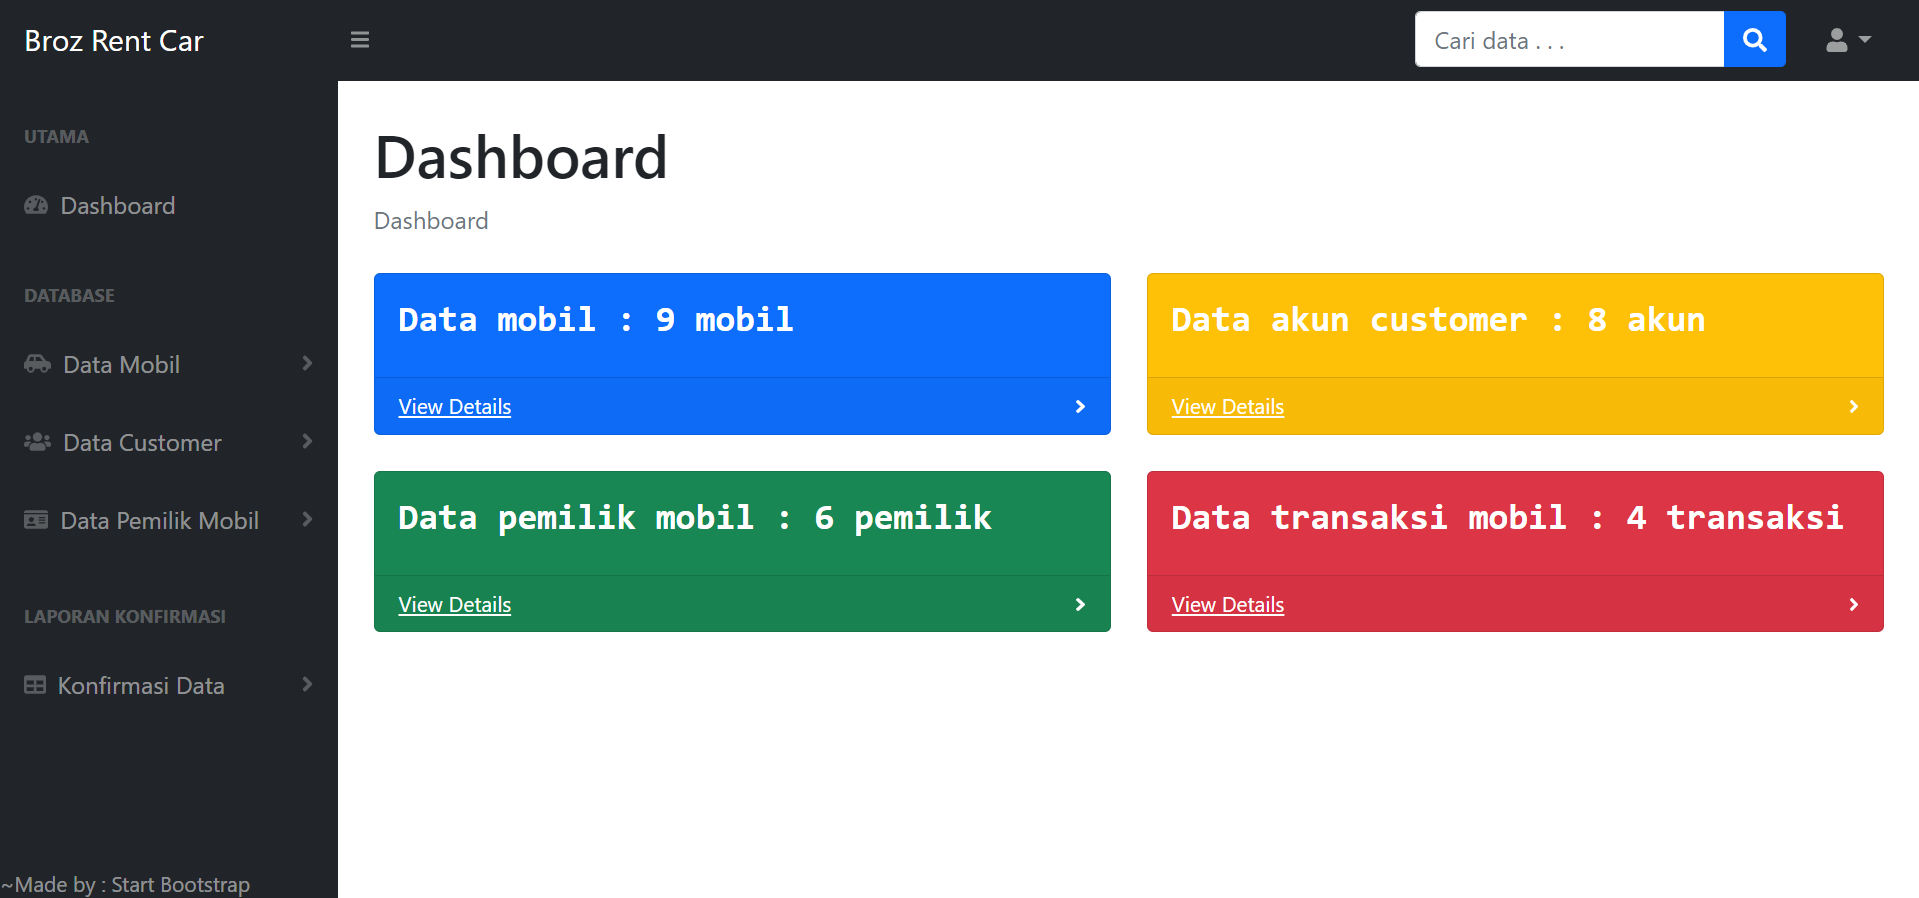 Broz Rent Car
Cari data . . .
UTAMA
Dashboard
DATABASE
Data Mobil
Data Customer
Data Pemilik Mobil
LAPORAN KONFIRMASI
Konfirmasi Data
~Made by : Start Bootstrap
Dashboard
Dashboard
Data mobil : 9 mobil
View Details
Data akun customer : 8 akun
View Details
Data pemilik mobil : 6 pemilik
View Details
Data transaksi mobil : 4 transaksi
View Details